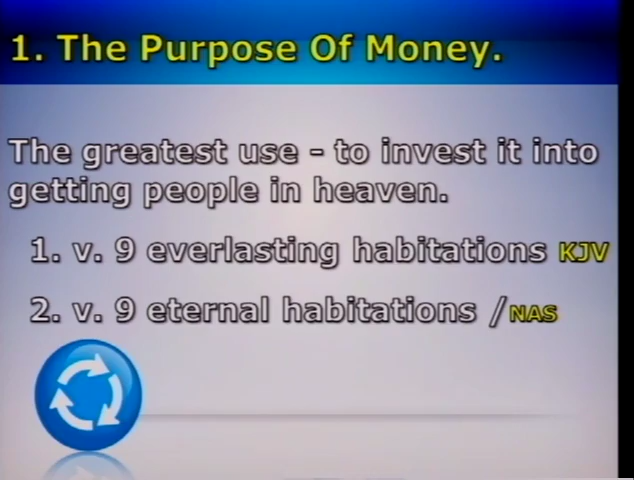 1. The Purpose Of Money.
The greatest use - to invest it into
getting people in heaven.
1. v. 9 everlasting habitations KJV
2. v. 9 eternal habitations /NAS